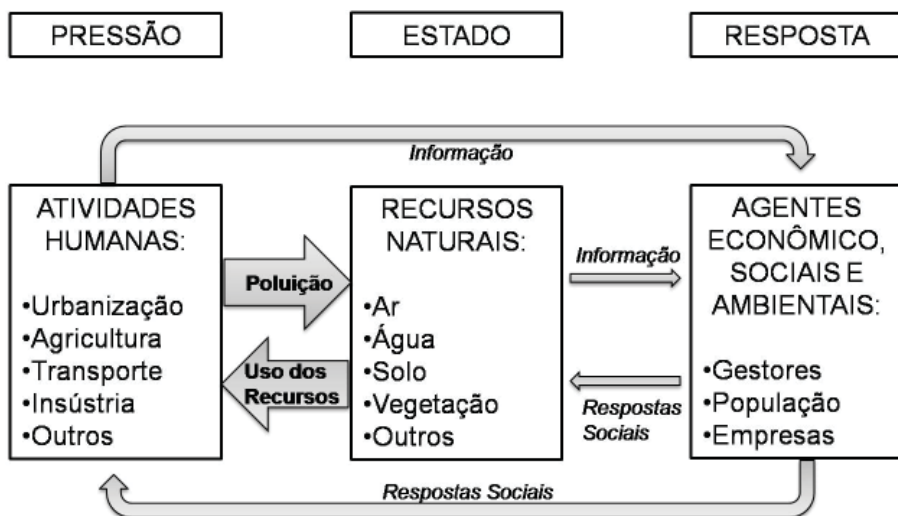 PRESSÃO
ESTADO
RESPOSTA
Informação
ATIVIDADES
HUMANAS:
•Urbanização
•Agricultura
•Transporte
•Insústria
•Outros
Poluição
Uso dos
Recursos
RECURSOS
NATURAIS:
•Ar
•Água
•Solo
•Vegetação
•Outros
Informação
Respostas
Sociais
AGENTES
ECONÔMICO,
SOCIAIS E
AMBIENTAIS:
•Gestores
•População
•Empresas
Respostas Sociais